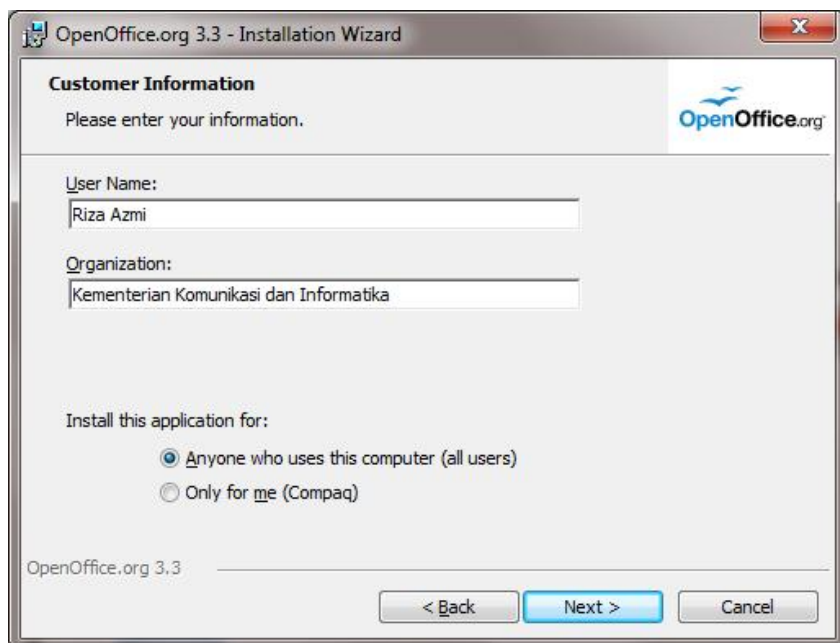 OpenOffice.org 3.3 - Installation Wizard
Customer Information
Please enter your information.
OpenOffice.org
User Name:
Riza Azmi
Organization:
Kementerian Komunikasi dan Informatika
Install this application for:
Anyone who uses this computer (all users)
Only for me (Compaq)
OpenOffice.org 3.3
< Back Next > Cancel